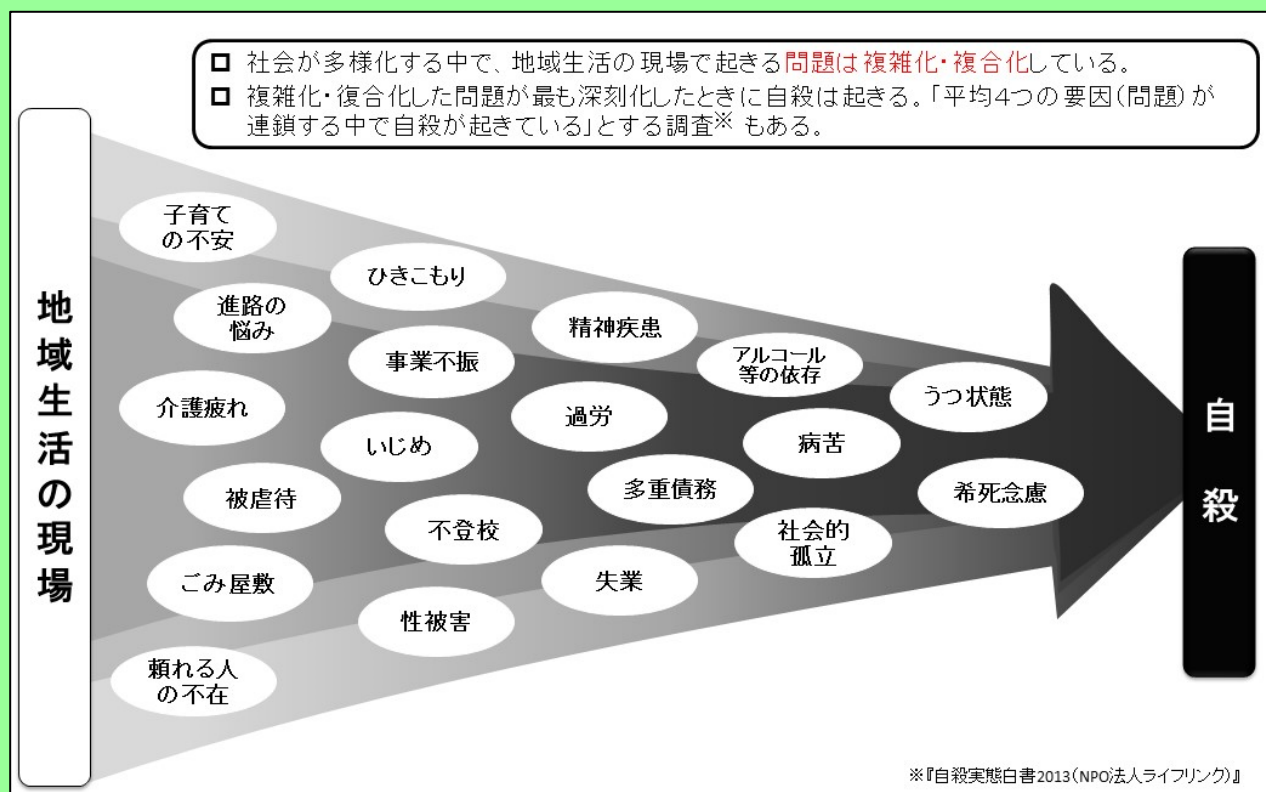 □ 社会が多様化する中で、地域生活の現場で起きる問題は複雑化・複合化している。
□ 複雑化・復合化した問題が最も深刻化したときに自殺は起きる。「平均4つの要因(問題)が
連鎖する中で自殺が起きている」とする調査※ もある。
地域生活の現場
子育て
の不安
ひきこもり
進路の
悩み
精神疾患
事業不振
アルコール
等の依存
うつ状態
介護疲れ
過労
いじめ
病苦
被虐待
多重債務
希死念慮
不登校
社会的
孤立
ごみ屋敷
失業
性被害
頼れる人
の不在
自殺
※『自殺実態白書2013(NPO法人ライフリンク)』